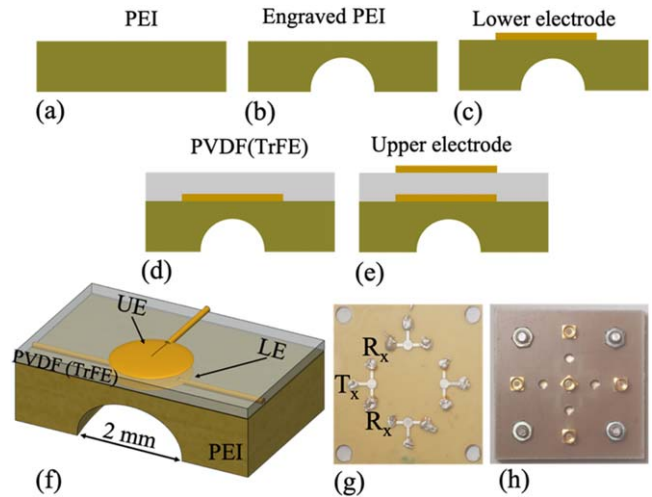 PEI
Engraved PEI
Lower electrode
(a)
(b)
(c)
PVDF(TrFE)
Upper electrode
(d)
(e)
UE
LE
PVDF (TrFE)
2 mm
PEI
Rx
Tx
Rx
(f)
(g)
(h)